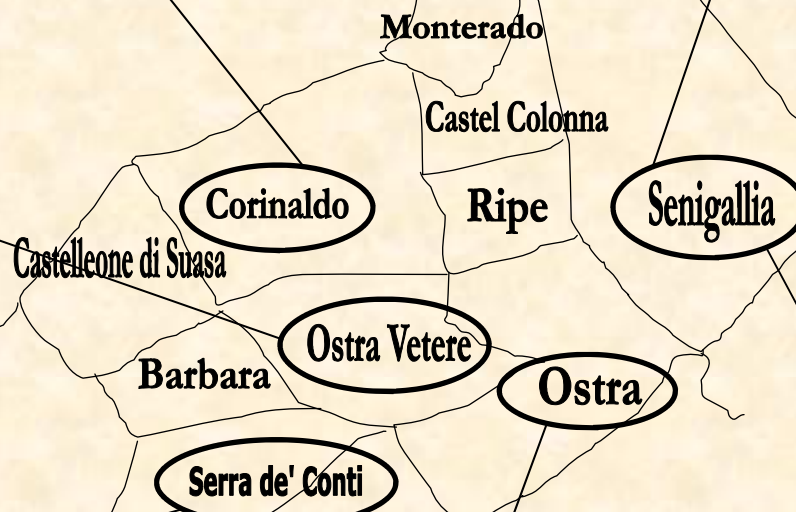 Monterado
Castel Colonna
Corinaldo
Ripe
Senigallia
Castelleone di Suasa
Ostra Vetere
Barbara
Ostra
Serra de' Conti